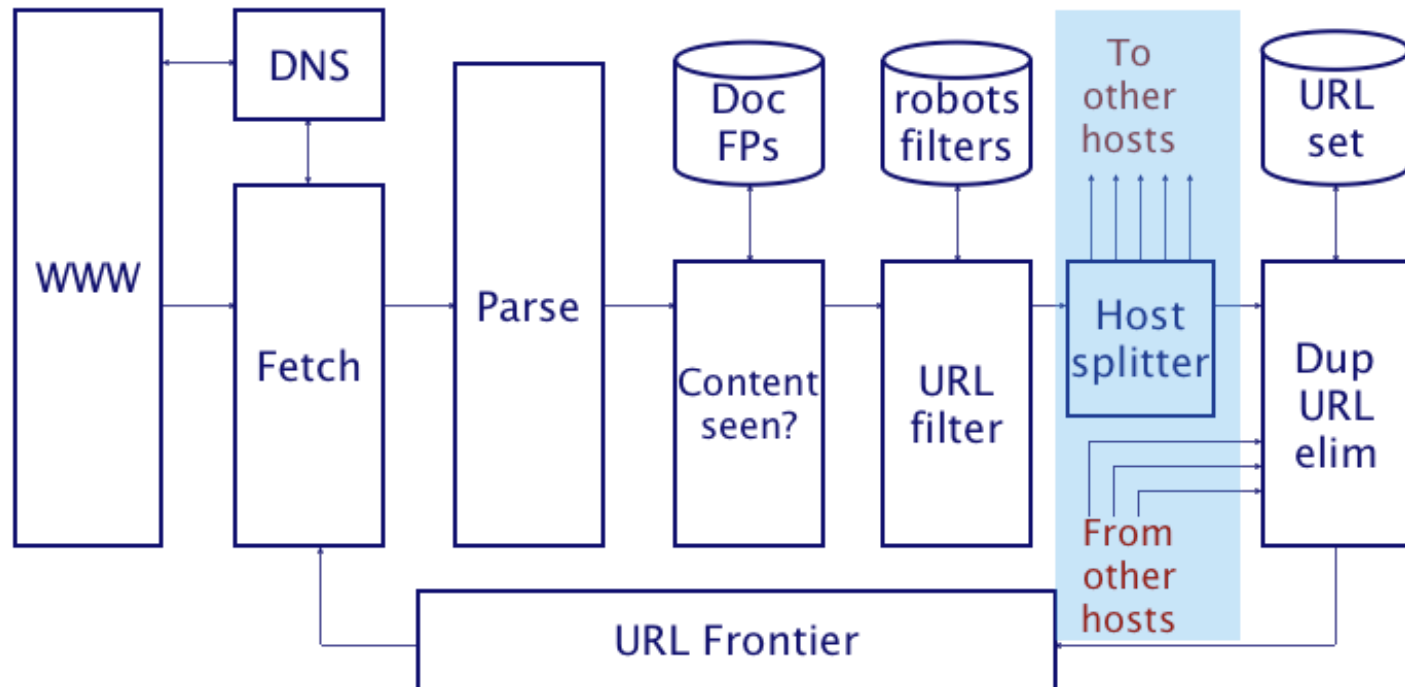 WWW
DNS
Fetch
Parse
Doc
FPs
Content
seen?
robots
filters
URL
filter
To
other
hosts
Host
splitter
From
other
hosts
URL
set
Dup
URL
elim
URL Frontier